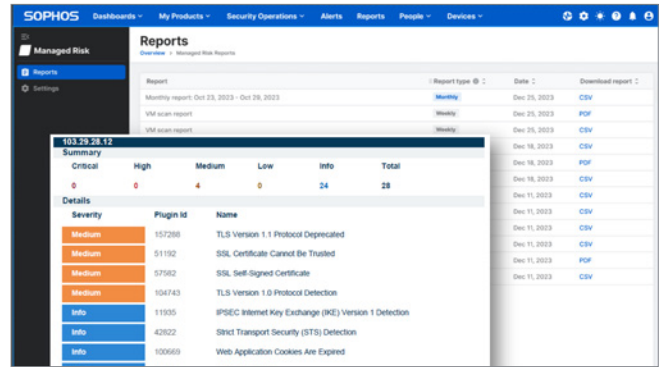 SOPHOS Dashboards My Products Security Operations Alerts Reports People Devices
Managed Risk
Reports
Settings
Reports
Overview > Managed Risk Reports
Report Report type Date Download report
Monthly report: Oct 23, 2023 - Oct 29, 2023 Monthly Dec 25, 2023 CSV
VM scan report Weekly Dec 25, 2023 PDF
VM scan report Weekly Dec 25, 2023 CSV
Dec 18, 2023 CSV
Dec 18, 2023 PDF
Dec 18, 2023 CSV
Dec 11, 2023 CSV
Dec 11, 2023 CSV
Dec 11, 2023 CSV
Dec 11, 2023 PDF
Dec 11, 2023 CSV
103.29.28.12
Summary
Critical High Medium Low Info Total
0 0 4 0 24 28
Details
Severity Plugin Id Name
Medium 157288 TLS Version 1.1 Protocol Deprecated
Medium 51192 SSL Certificate Cannot Be Trusted
Medium 57582 SSL Self-Signed Certificate
Medium 104743 TLS Version 1.0 Protocol Detection
Info 11935 IPSEC Internet Key Exchange (IKE) Version 1 Detection
Info 42822 Strict Transport Security (STS) Detection
Info 100669 Web Application Cookies Are Expired